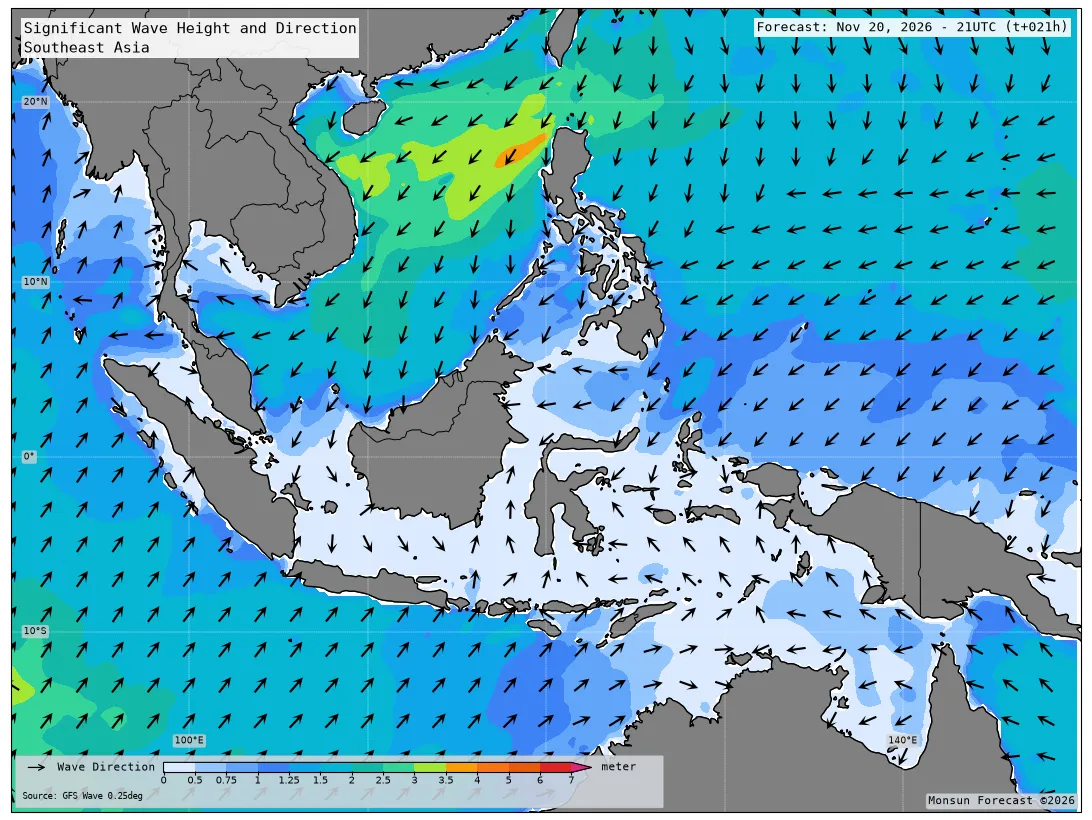 Significant Wave Height and Direction
Southeast Asia
Forecast: Nov 20, 2026 - 21UTC (t+021h)
20°N
10°N
0°
10°S
100°E
140°E
Wave Direction
meter
0 0.5 0.75 1 1.25 1.5 2 2.5 3 3.5 4 5 6 7
Source: GFS Wave 0.25deg
Monsun Forecast ©2026